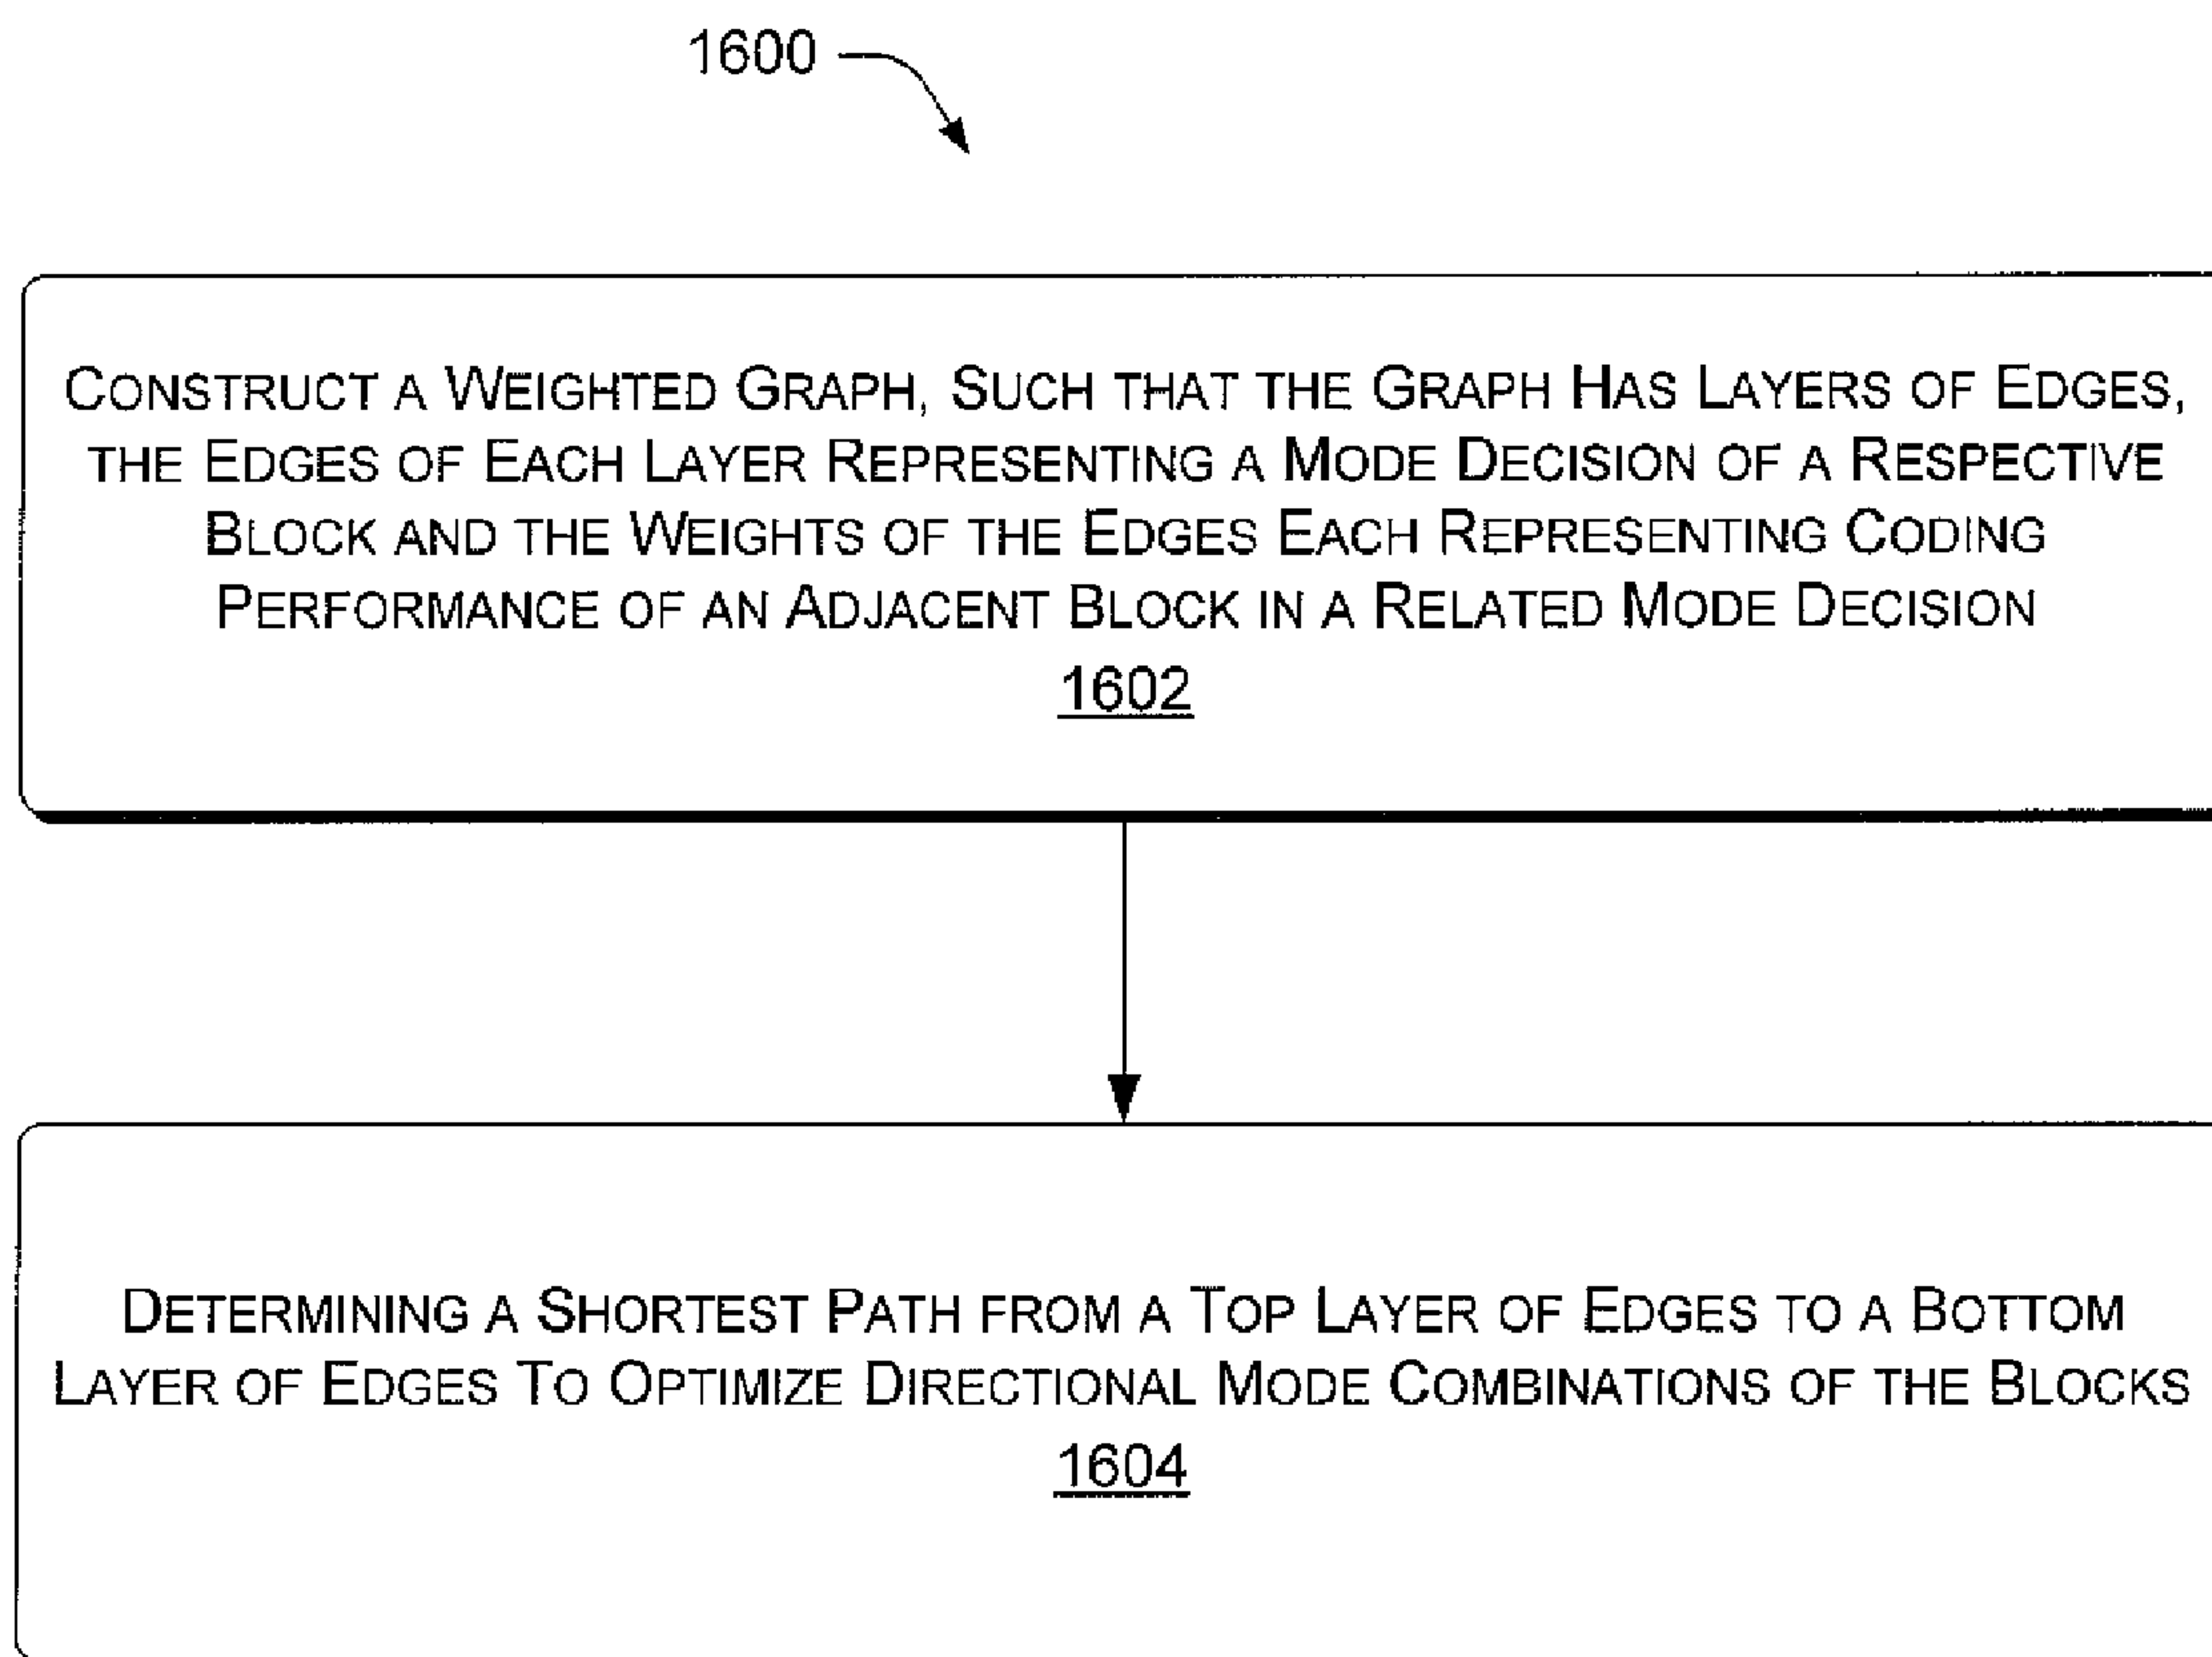 1600
CONSTRUCT A WEIGHTED GRAPH, SUCH THAT THE GRAPH HAS LAYERS OF EDGES,
THE EDGES OF EACH LAYER REPRESENTING A MODE DECISION OF A RESPECTIVE
BLOCK AND THE WEIGHTS OF THE EDGES EACH REPRESENTING CODING
PERFORMANCE OF AN ADJACENT BLOCK IN A RELATED MODE DECISION
1602
DETERMINING A SHORTEST PATH FROM A TOP LAYER OF EDGES TO A BOTTOM
LAYER OF EDGES TO OPTIMIZE DIRECTIONAL MODE COMBINATIONS OF THE BLOCKS
1604